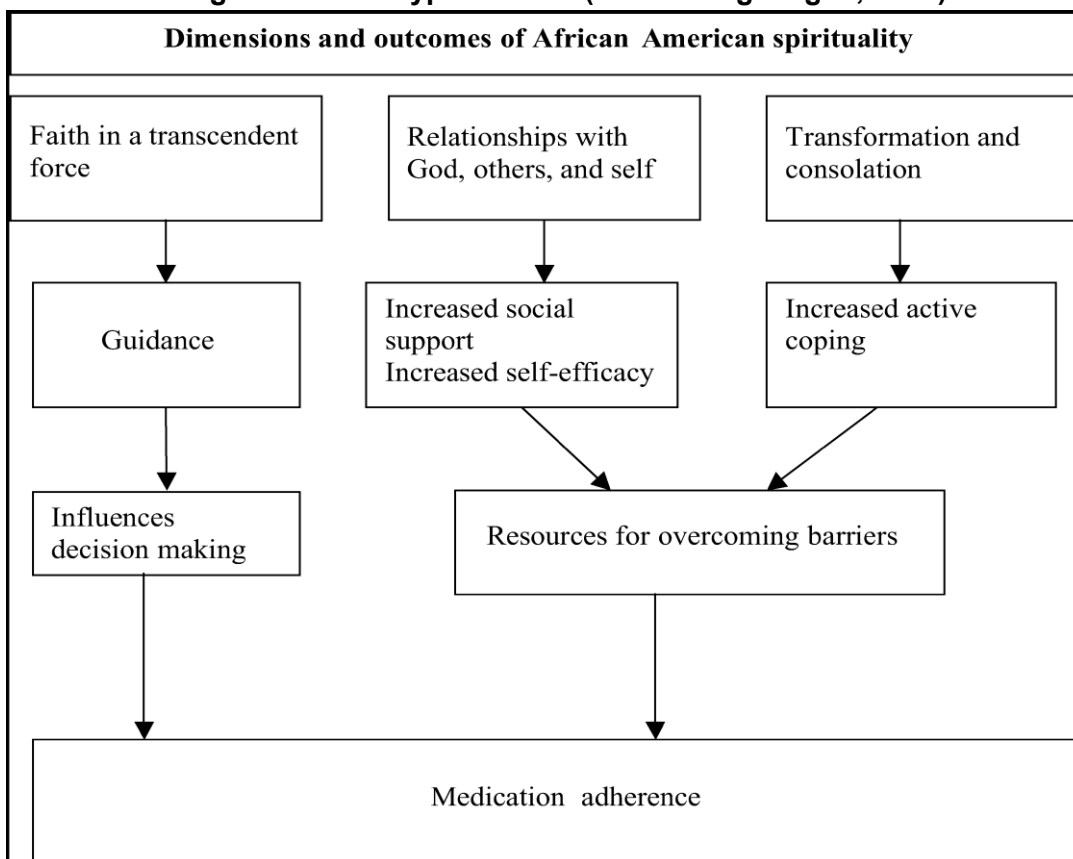 Dimensions and outcomes of African American spirituality
Faith in a transcendent
force
Relationships with
God, others, and self
Transformation and
consolation
Guidance
Increased social
support
Increased self-efficacy
Increased active
coping
Influences
decision making
Resources for overcoming barriers
Medication adherence